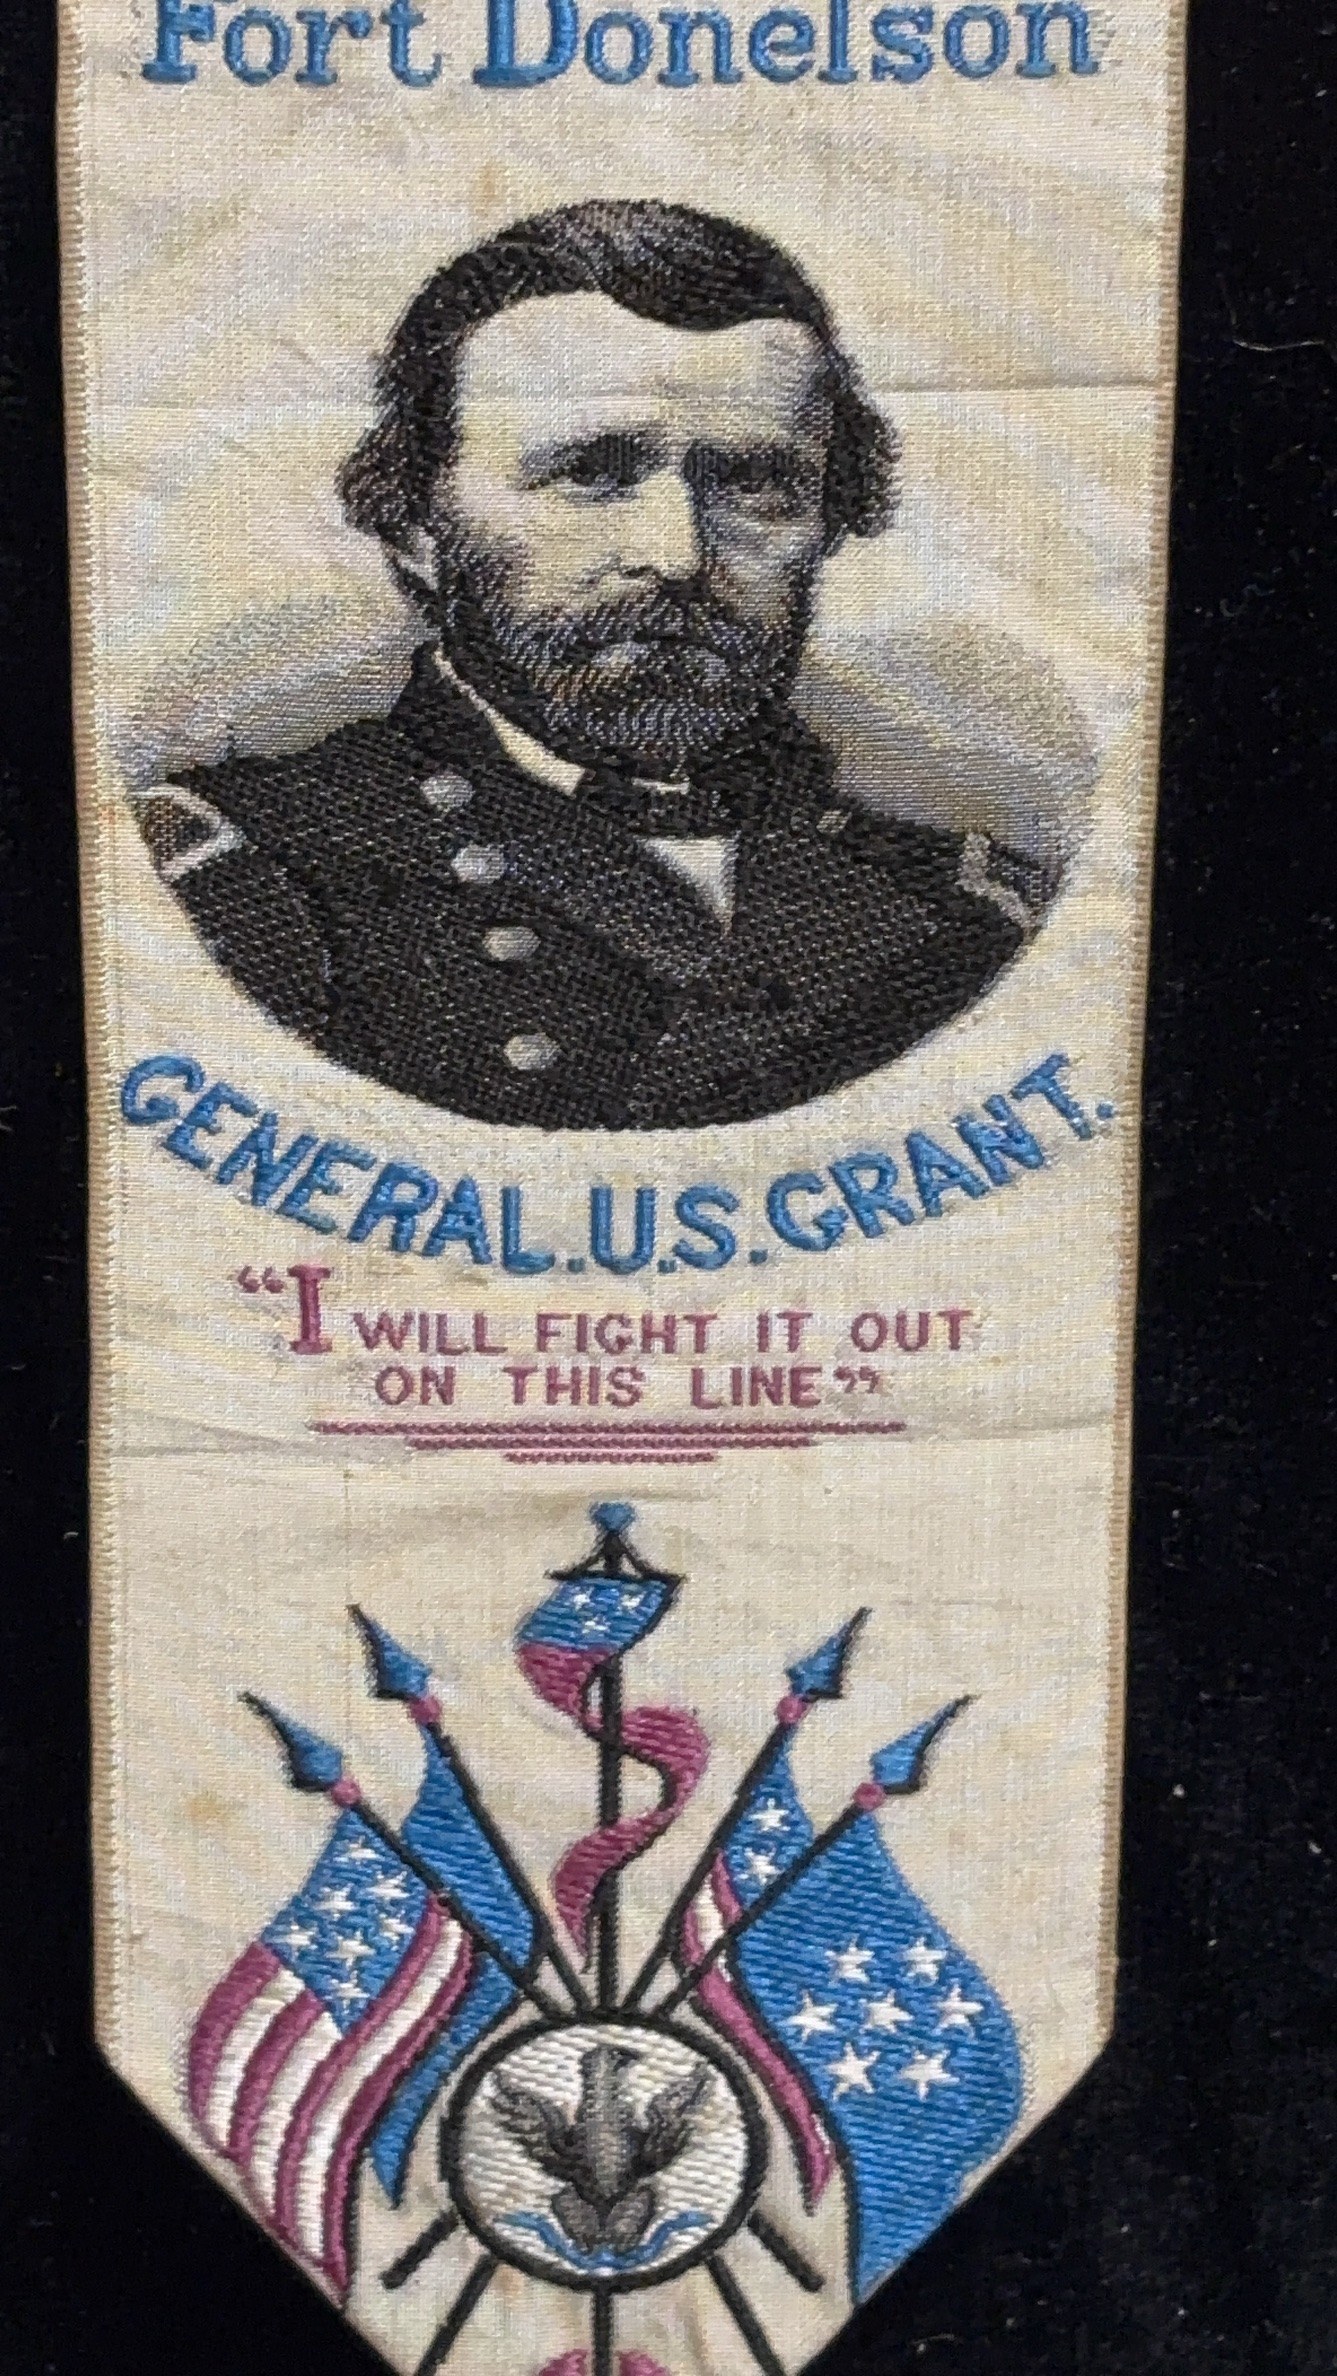 Fort Donelson
GENERAL.U.S.GRANT.
“I WILL FIGHT IT OUT
ON THIS LINE”